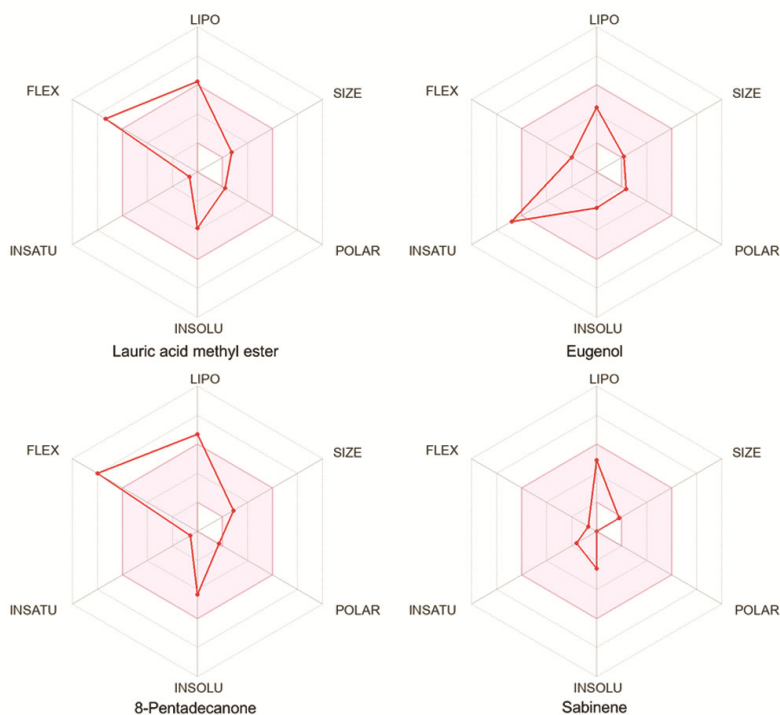 LIPO
FLEX
SIZE
INSATU
POLAR
INSOLU
Lauric acid methyl ester
LIPO
FLEX
SIZE
INSATU
POLAR
INSOLU
Eugenol
LIPO
FLEX
SIZE
INSATU
POLAR
INSOLU
8-Pentadecanone
LIPO
FLEX
SIZE
INSATU
POLAR
INSOLU
Sabinene